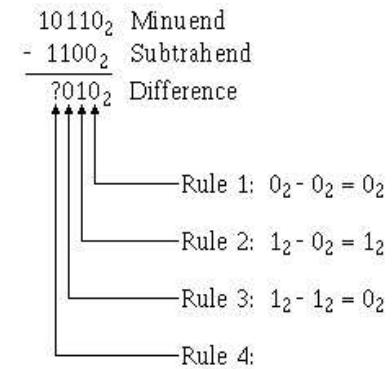 10110₂ Minuend
- 1100₂ Subtrahend
?010₂ Difference
Rule 1: 0₂ - 0₂ = 0₂
Rule 2: 1₂ - 0₂ = 1₂
Rule 3: 1₂ - 1₂ = 0₂
Rule 4: